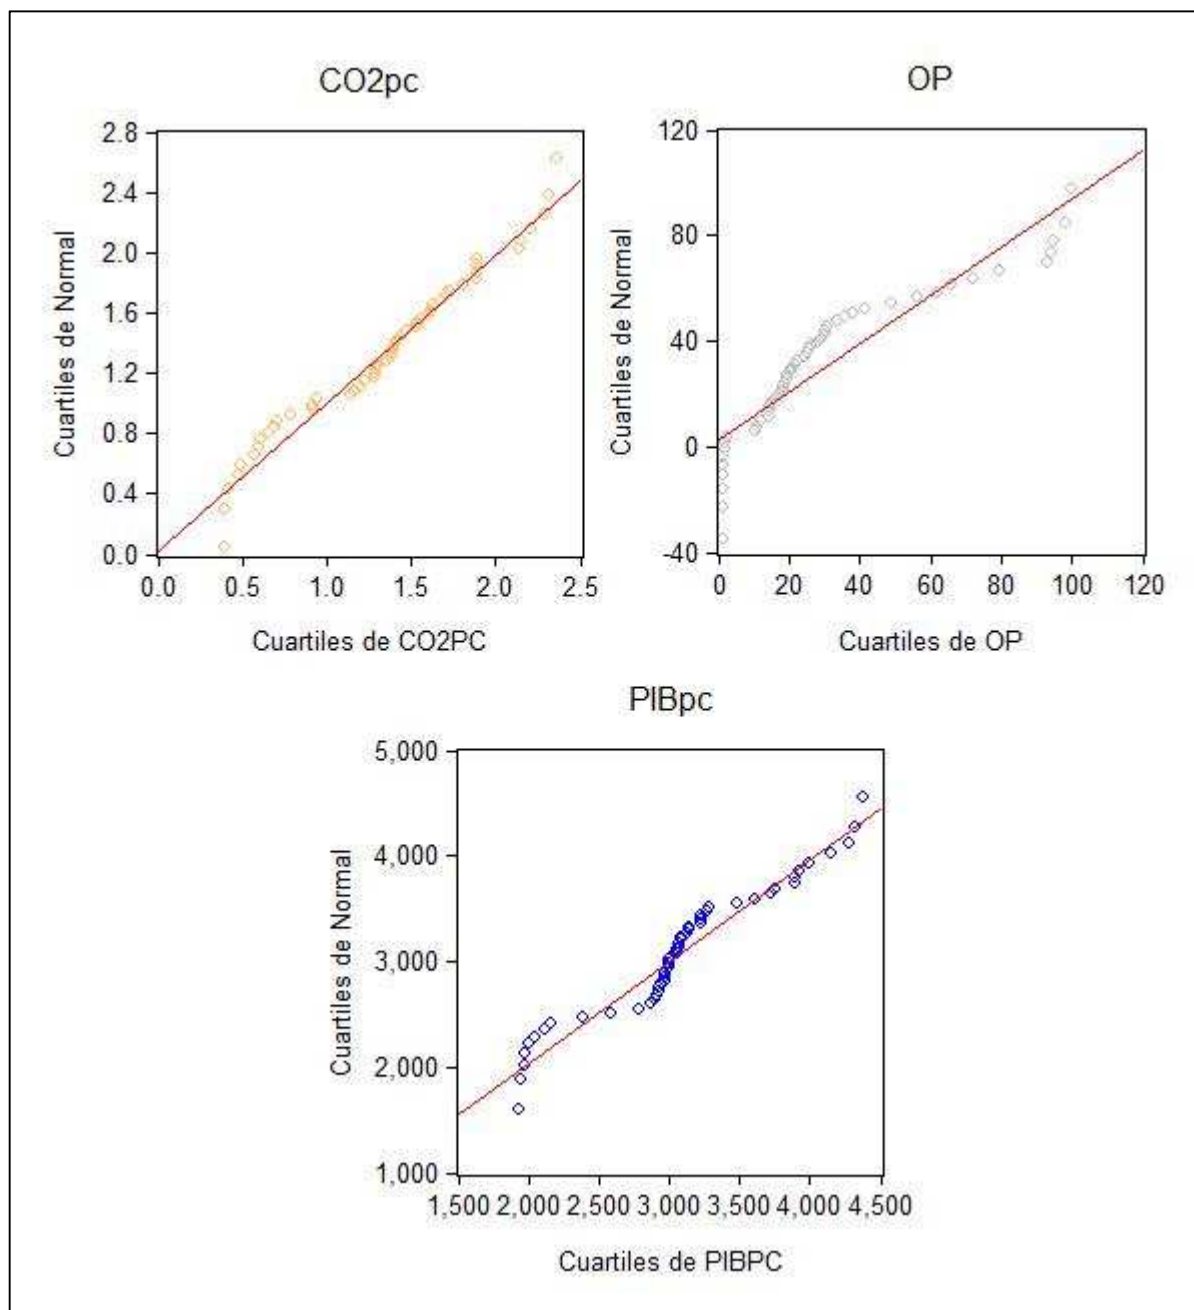 CO2pc
2.8
2.4
2.0
1.6
1.2
0.8
0.4
0.0
Cuartiles de Normal
0.0 0.5 1.0 1.5 2.0 2.5
Cuartiles de CO2PC
OP
120
80
40
0
-40
Cuartiles de Normal
0 20 40 60 80 100 120
Cuartiles de OP
PIBpc
5,000
4,000
3,000
2,000
1,000
Cuartiles de Normal
1,500 2,000 2,500 3,000 3,500 4,000 4,500
Cuartiles de PIBPC